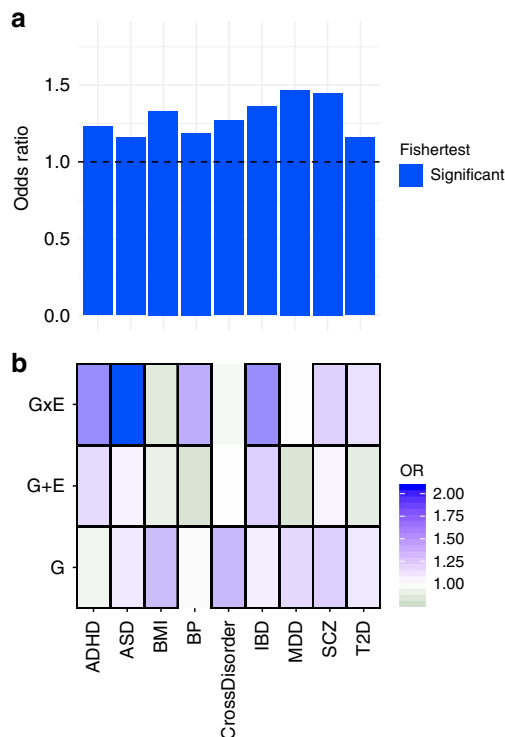 a
Odds ratio
1.5
1.0
0.5
0.0
Fishertest
Significant
b
GxE
G+E
G
OR
2.00
1.75
1.50
1.25
1.00
ADHD
ASD
BMI
BP
CrossDisorder
IBD
MDD
SCZ
T2D